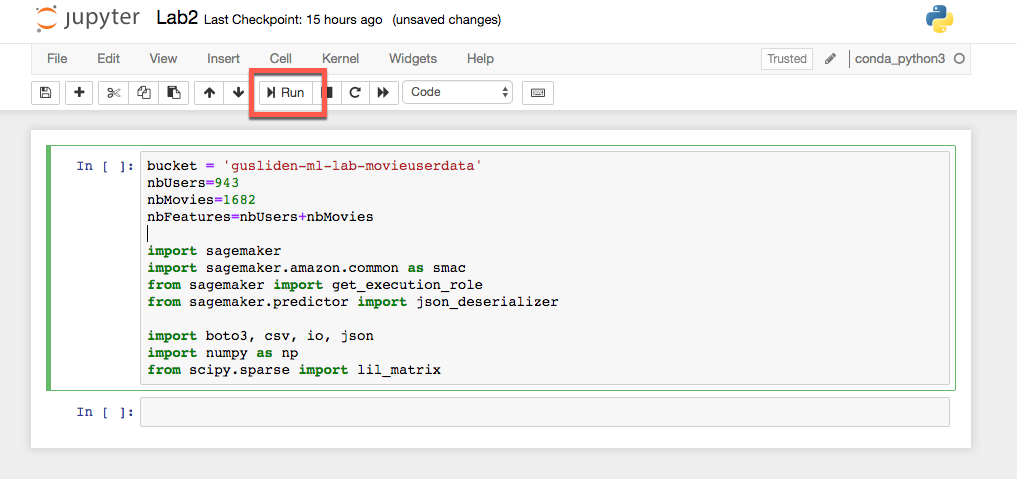 jupyter Lab2 Last Checkpoint: 15 hours ago (unsaved changes)
File Edit View Insert Cell Kernel Widgets Help Trusted conda_python3
Run Code
In [ ]: bucket = 'gusliden-ml-lab-movieuserdata'
nbUsers=943
nbMovies=1682
nbFeatures=nbUsers+nbMovies
import sagemaker
import sagemaker.amazon.common as smac
from sagemaker import get_execution_role
from sagemaker.predictor import json_deserializer
import boto3, csv, io, json
import numpy as np
from scipy.sparse import lil_matrix
In [ ]: